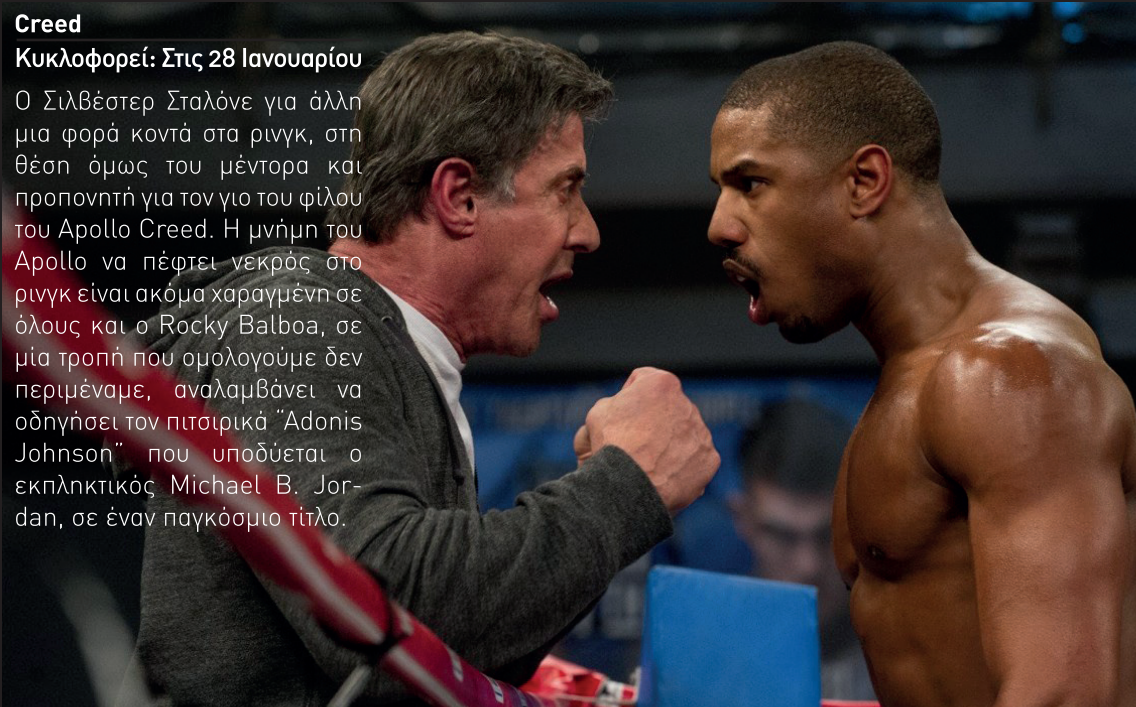 Creed
Κυκλοφορεί: Στις 28 Ιανουαρίου
Ο Σιλβέστερ Σταλόνε για άλλη
μια φορά κοντά στα ρινγκ, στη
θέση όμως του μέντορα και
προπονητή για τον γιο του φίλου
του Apollo Creed. Η μνήμη του
Apollo να πέφτει νεκρός στο
ρινγκ είναι ακόμα χαραγμένη σε
όλους και ο Rocky Balboa, σε
μία τροπή που ομολογούμε δεν
περιμέναμε, αναλαμβάνει να
οδηγήσει τον πιτσιρικά ¨Adonis
Johnson¨ που υποδύεται ο
εκπληκτικός Michael B. Jor-
dan, σε έναν παγκόσμιο τίτλο.